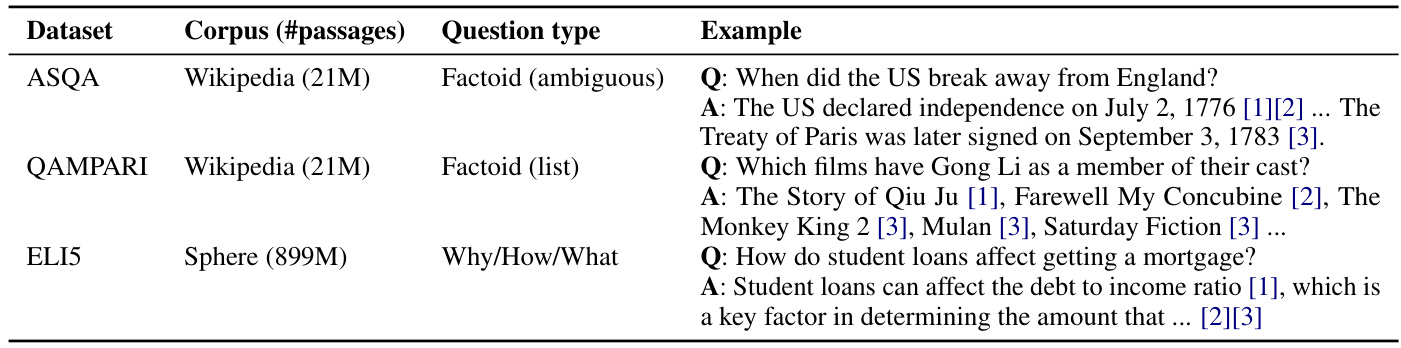 Dataset Corpus (#passages) Question type Example
ASQA Wikipedia (21M) Factoid (ambiguous) Q: When did the US break away from England?
A: The US declared independence on July 2, 1776 [1][2] ... The
Treaty of Paris was later signed on September 3, 1783 [3].
QAMPARI Wikipedia (21M) Factoid (list) Q: Which films have Gong Li as a member of their cast?
A: The Story of Qiu Ju [1], Farewell My Concubine [2], The
Monkey King 2 [3], Mulan [3], Saturday Fiction [3] ...
ELI5 Sphere (899M) Why/How/What Q: How do student loans affect getting a mortgage?
A: Student loans can affect the debt to income ratio [1], which is
a key factor in determining the amount that ... [2][3]